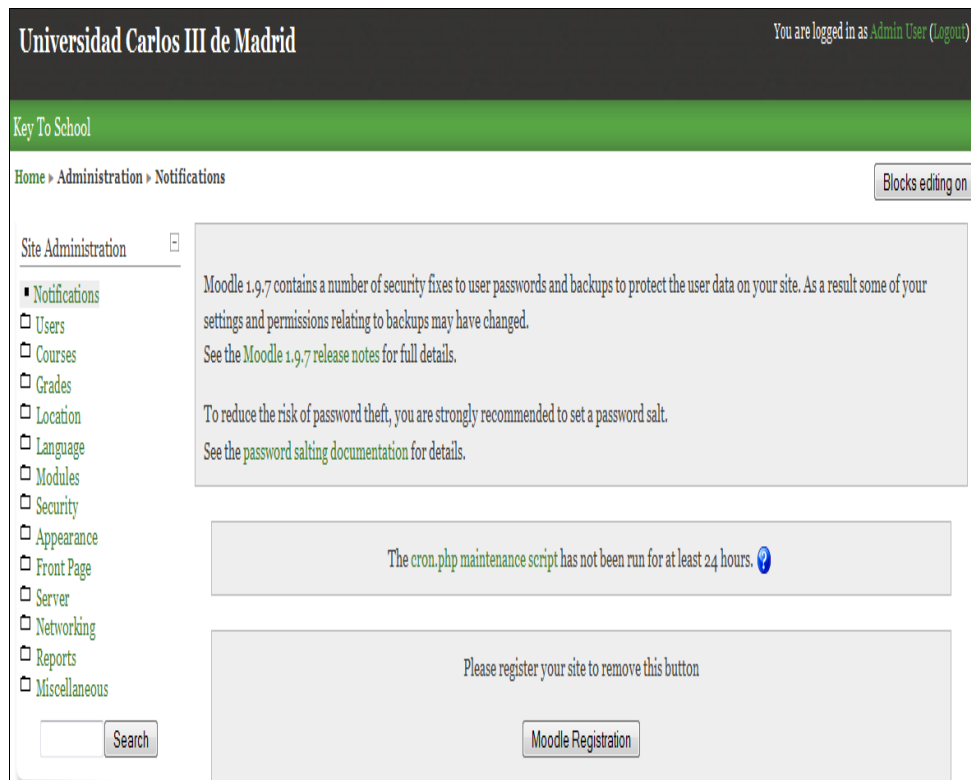 Universidad Carlos III de Madrid
You are logged in as Admin User (Logout)
Key To School
Home ▸ Administration ▸ Notifications
Blocks editing on
Site Administration
Notifications
Users
Courses
Grades
Location
Language
Modules
Security
Appearance
Front Page
Server
Networking
Reports
Miscellaneous
Search
Moodle 1.9.7 contains a number of security fixes to user passwords and backups to protect the user data on your site. As a result some of your
settings and permissions relating to backups may have changed.
See the Moodle 1.9.7 release notes for full details.
To reduce the risk of password theft, you are strongly recommended to set a password salt.
See the password salting documentation for details.
The cron.php maintenance script has not been run for at least 24 hours.
Please register your site to remove this button
Moodle Registration